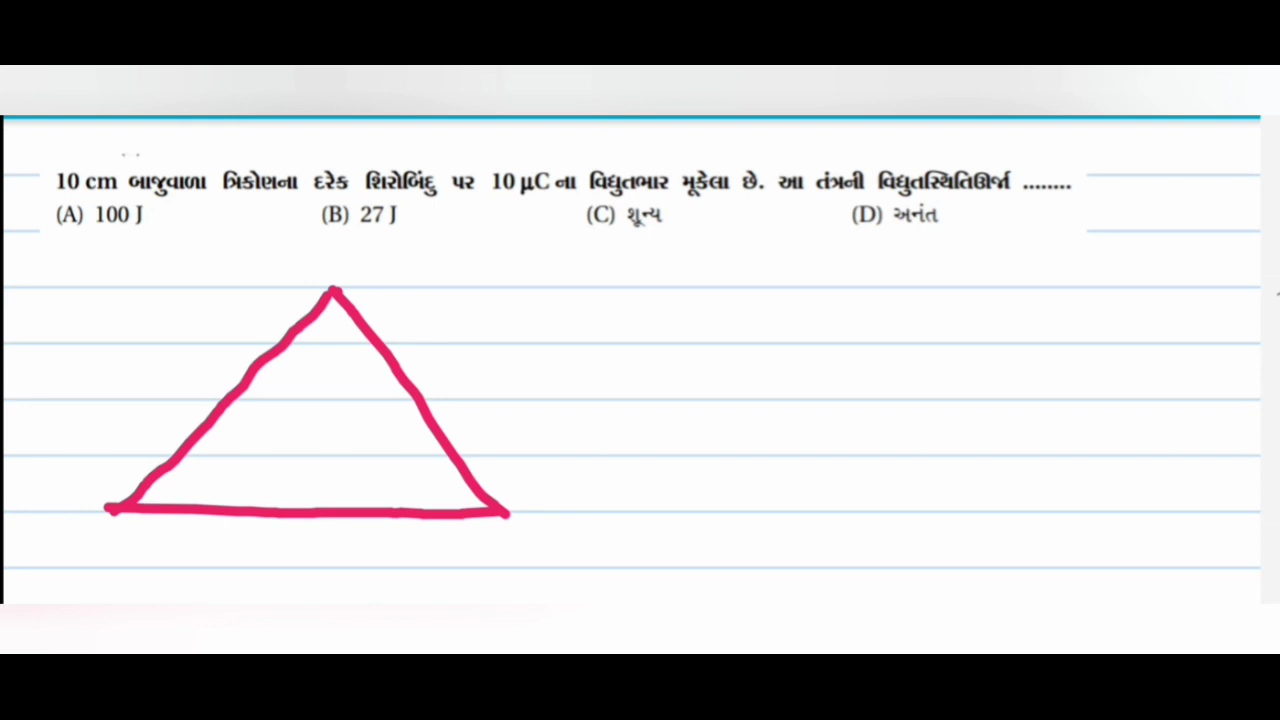 10 cm બાજુવાળા ત્રિકોણના દરેક શિરોબિંદુ પર 10 μC ના વિદ્યુતભાર મૂકેલા છે. આ તંત્રની વિદ્યુતસ્થિતિઊર્જા ........
(A) 100 J (B) 27 J (C) શૂન્ય (D) અનંત